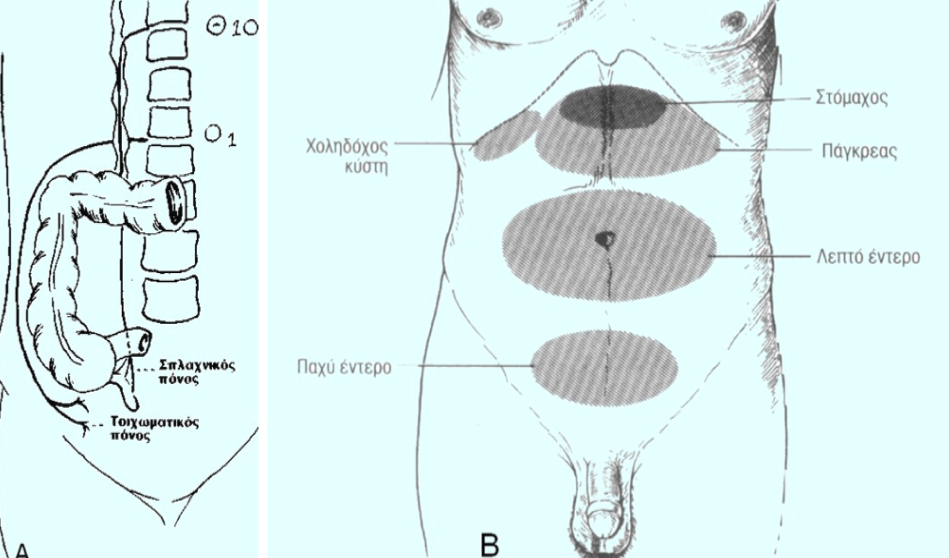 Θ10
Ο1
Σπλαχνικός
πόνος
Τοιχωματικός
πόνος
A
Χοληδόχος
κύστη
Στόμαχος
Πάγκρεας
Λεπτό έντερο
Παχύ έντερο
B